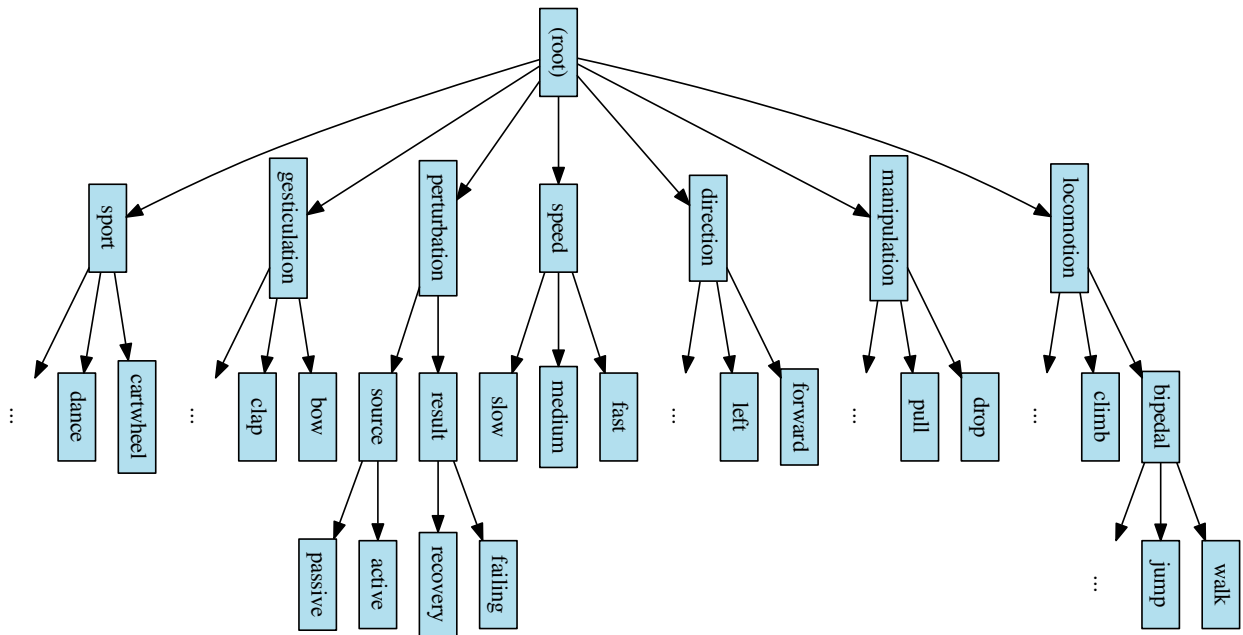 (root)
sport
gesticulation
perturbation
speed
direction
manipulation
locomotion
...
dance
cartwheel
...
clap
bow
source
result
slow
medium
fast
...
left
forward
...
pull
drop
...
climb
bipedal
passive
active
recovery
failing
...
jump
walk